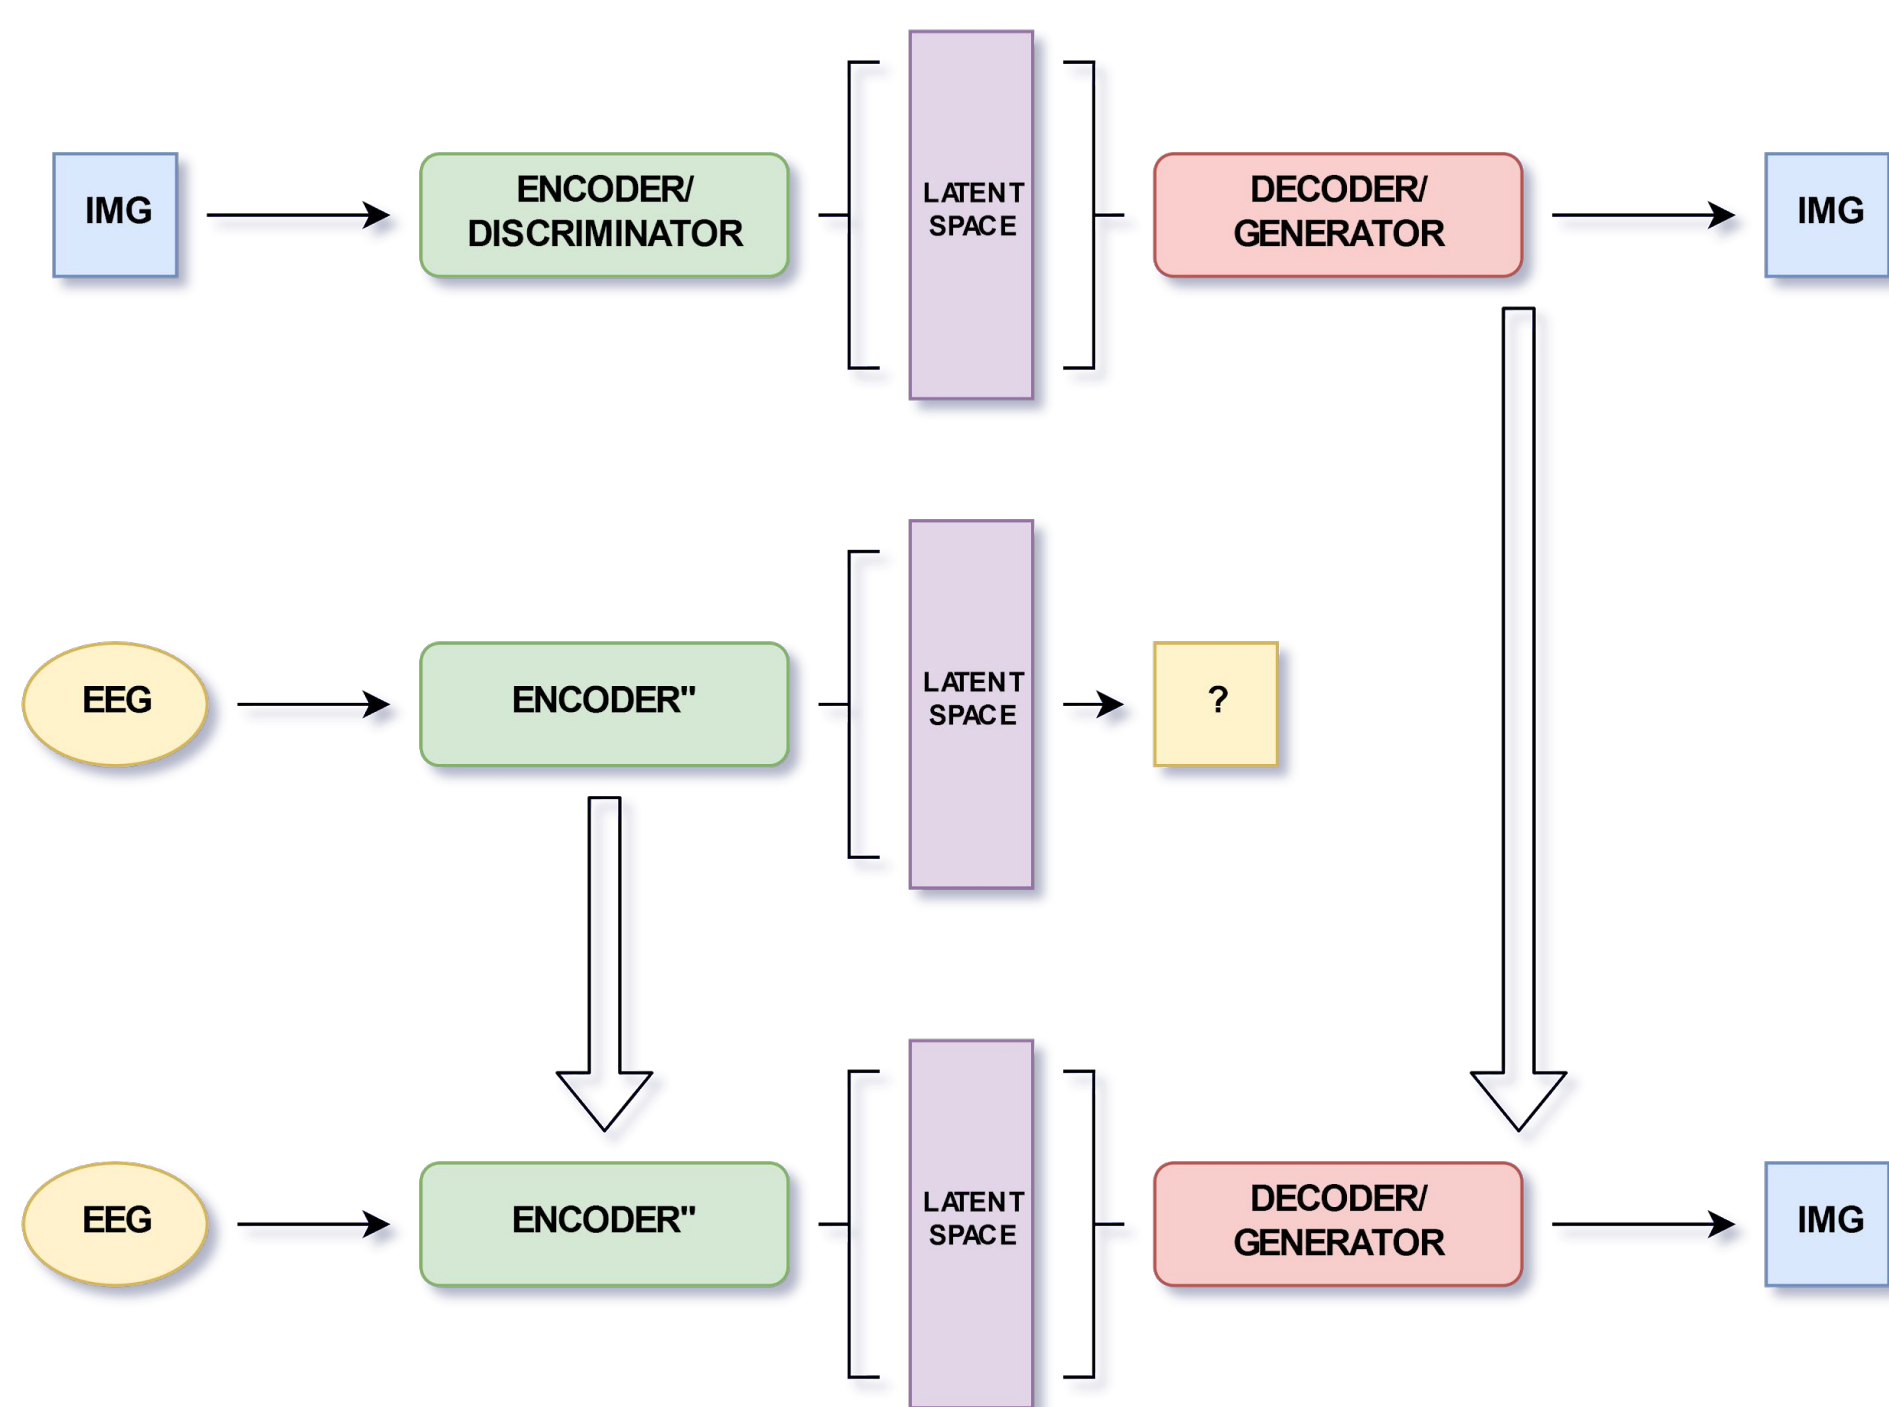 IMG
ENCODER/
DISCRIMINATOR
LATENT
SPACE
DECODER/
GENERATOR
IMG
EEG
ENCODER"
LATENT
SPACE
?
EEG
ENCODER"
LATENT
SPACE
DECODER/
GENERATOR
IMG